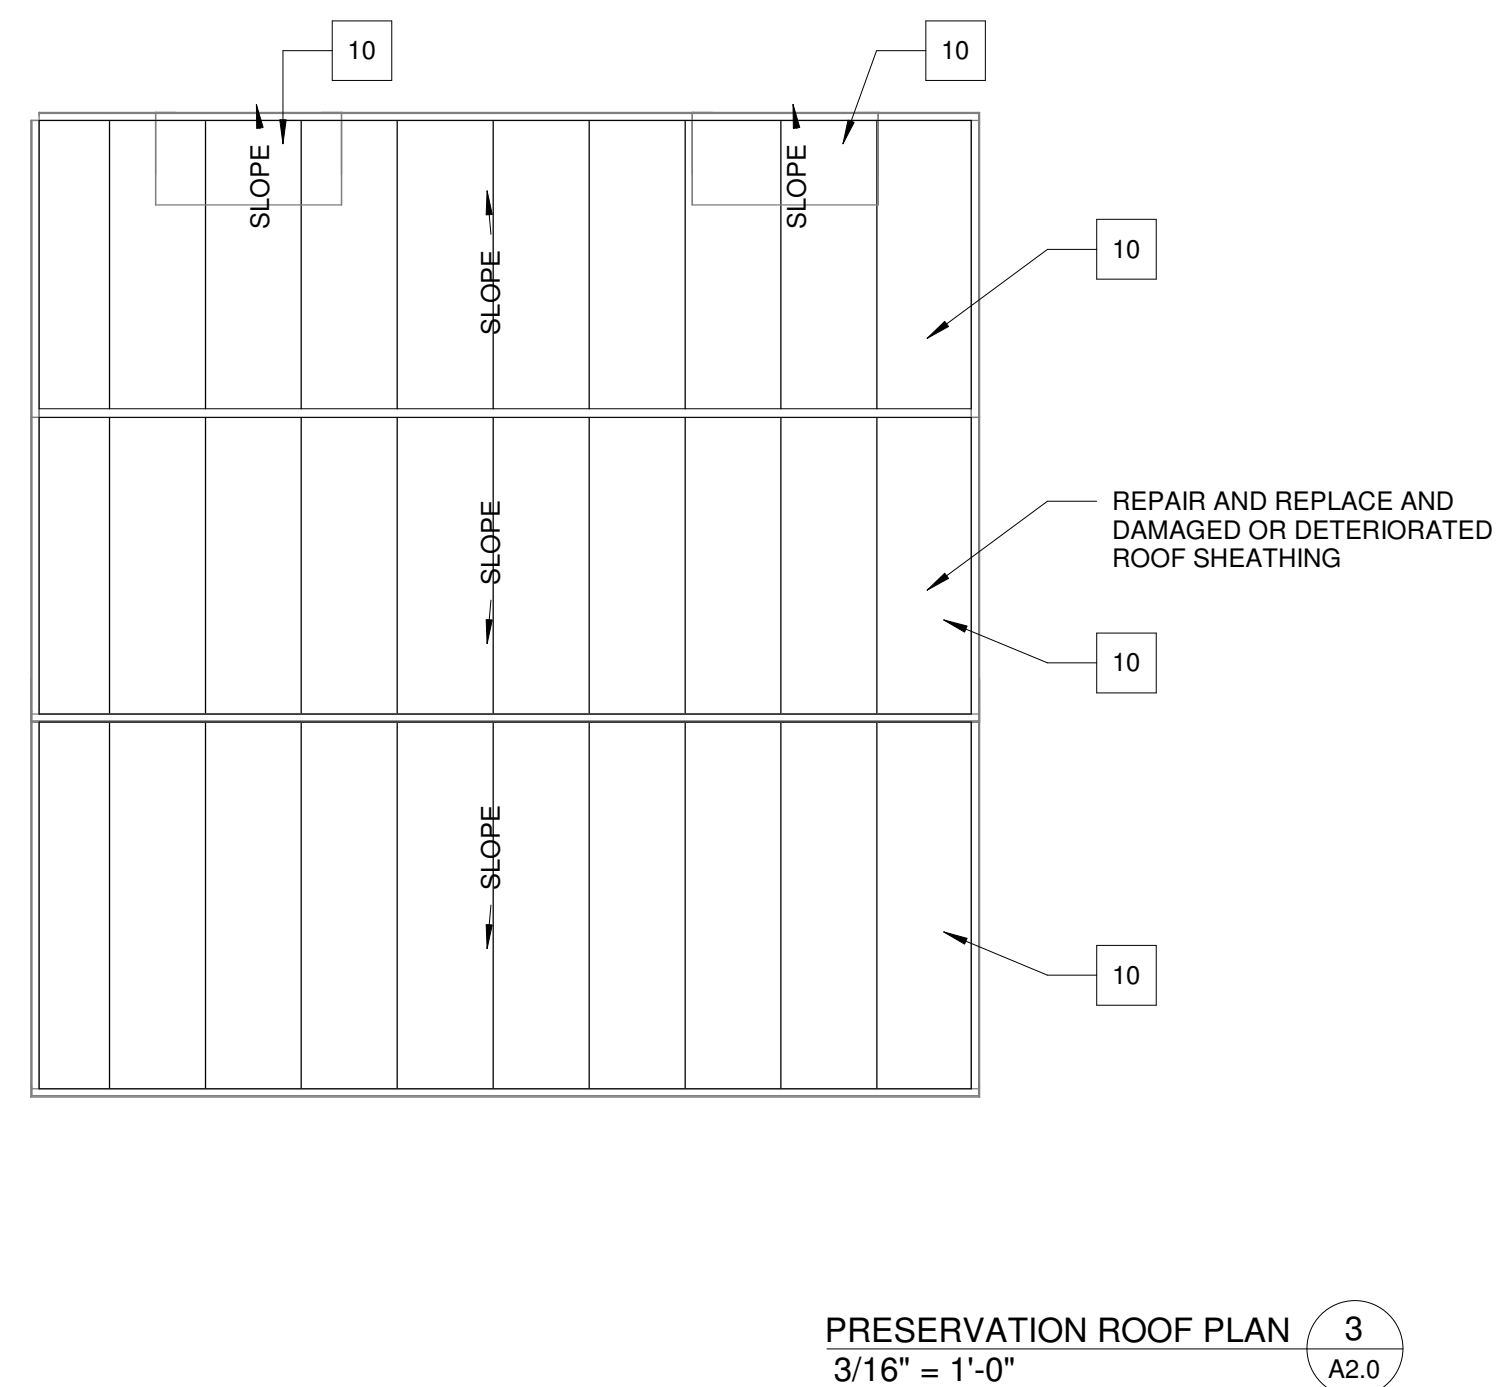 10
10
SLOPE
SLOPE
SLOPE
10
SLOPE
REPAIR AND REPLACE AND
DAMAGED OR DETERIORATED
ROOF SHEATHING
10
SLOPE
10
PRESERVATION ROOF PLAN
3/16" = 1'-0"
3
A2.0